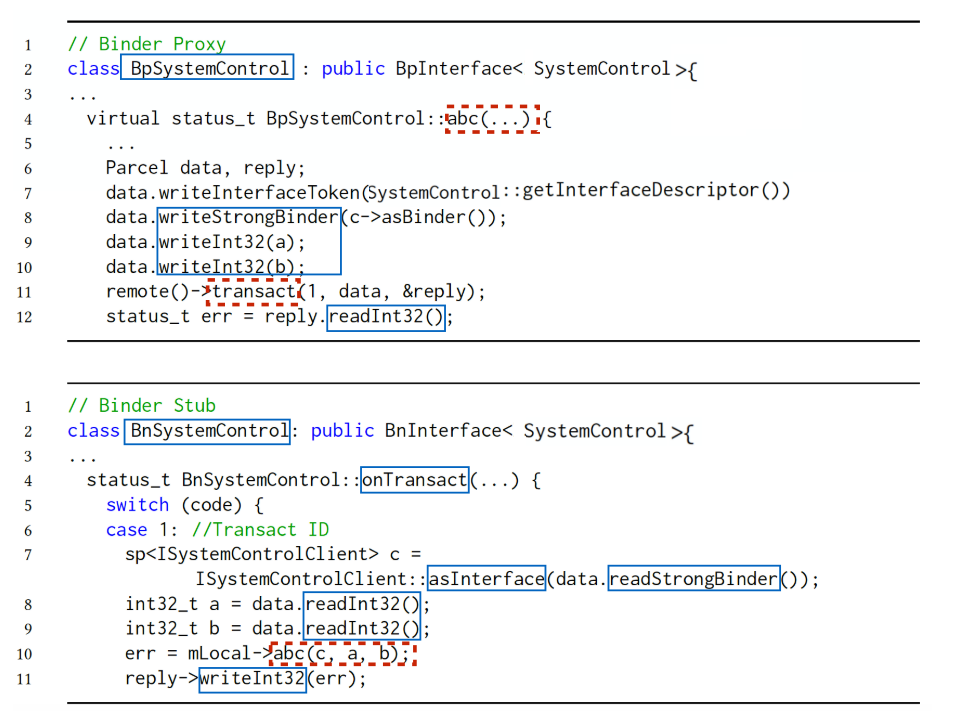 1 // Binder Proxy
2 class BpSystemControl : public BpInterface< SystemControl >{
3 ...
4 virtual status_t BpSystemControl::abc(...) {
5 ...
6 Parcel data, reply;
7 data.writeInterfaceToken(SystemControl::getInterfaceDescriptor())
8 data.writeStrongBinder(c->asBinder());
9 data.writeInt32(a);
10 data.writeInt32(b);
11 remote()->transact(1, data, &reply);
12 status_t err = reply.readInt32();
1 // Binder Stub
2 class BnSystemControl: public BnInterface< SystemControl >{
3 ...
4 status_t BnSystemControl::onTransact(...) {
5 switch (code) {
6 case 1: //Transact ID
7 sp<ISystemControlClient> c =
ISystemControlClient::asInterface(data.readStrongBinder());
8 int32_t a = data.readInt32();
9 int32_t b = data.readInt32();
10 err = mLocal->abc(c, a, b);
11 reply->writeInt32(err);